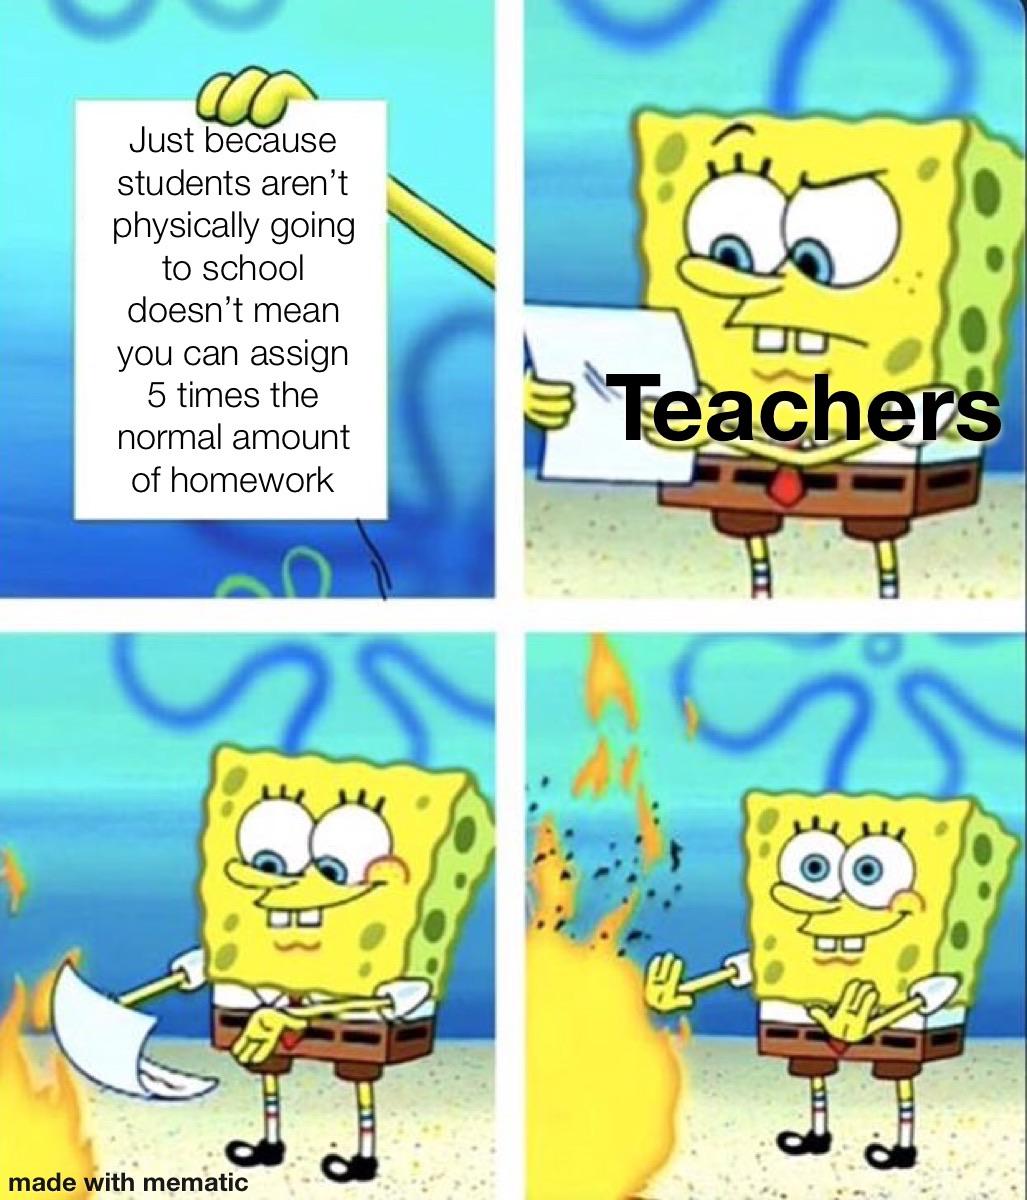 Just because
students aren't
physically going
to school
doesn't mean
you can assign
5 times the
normal amount
of homework
Teachers
made with mematic